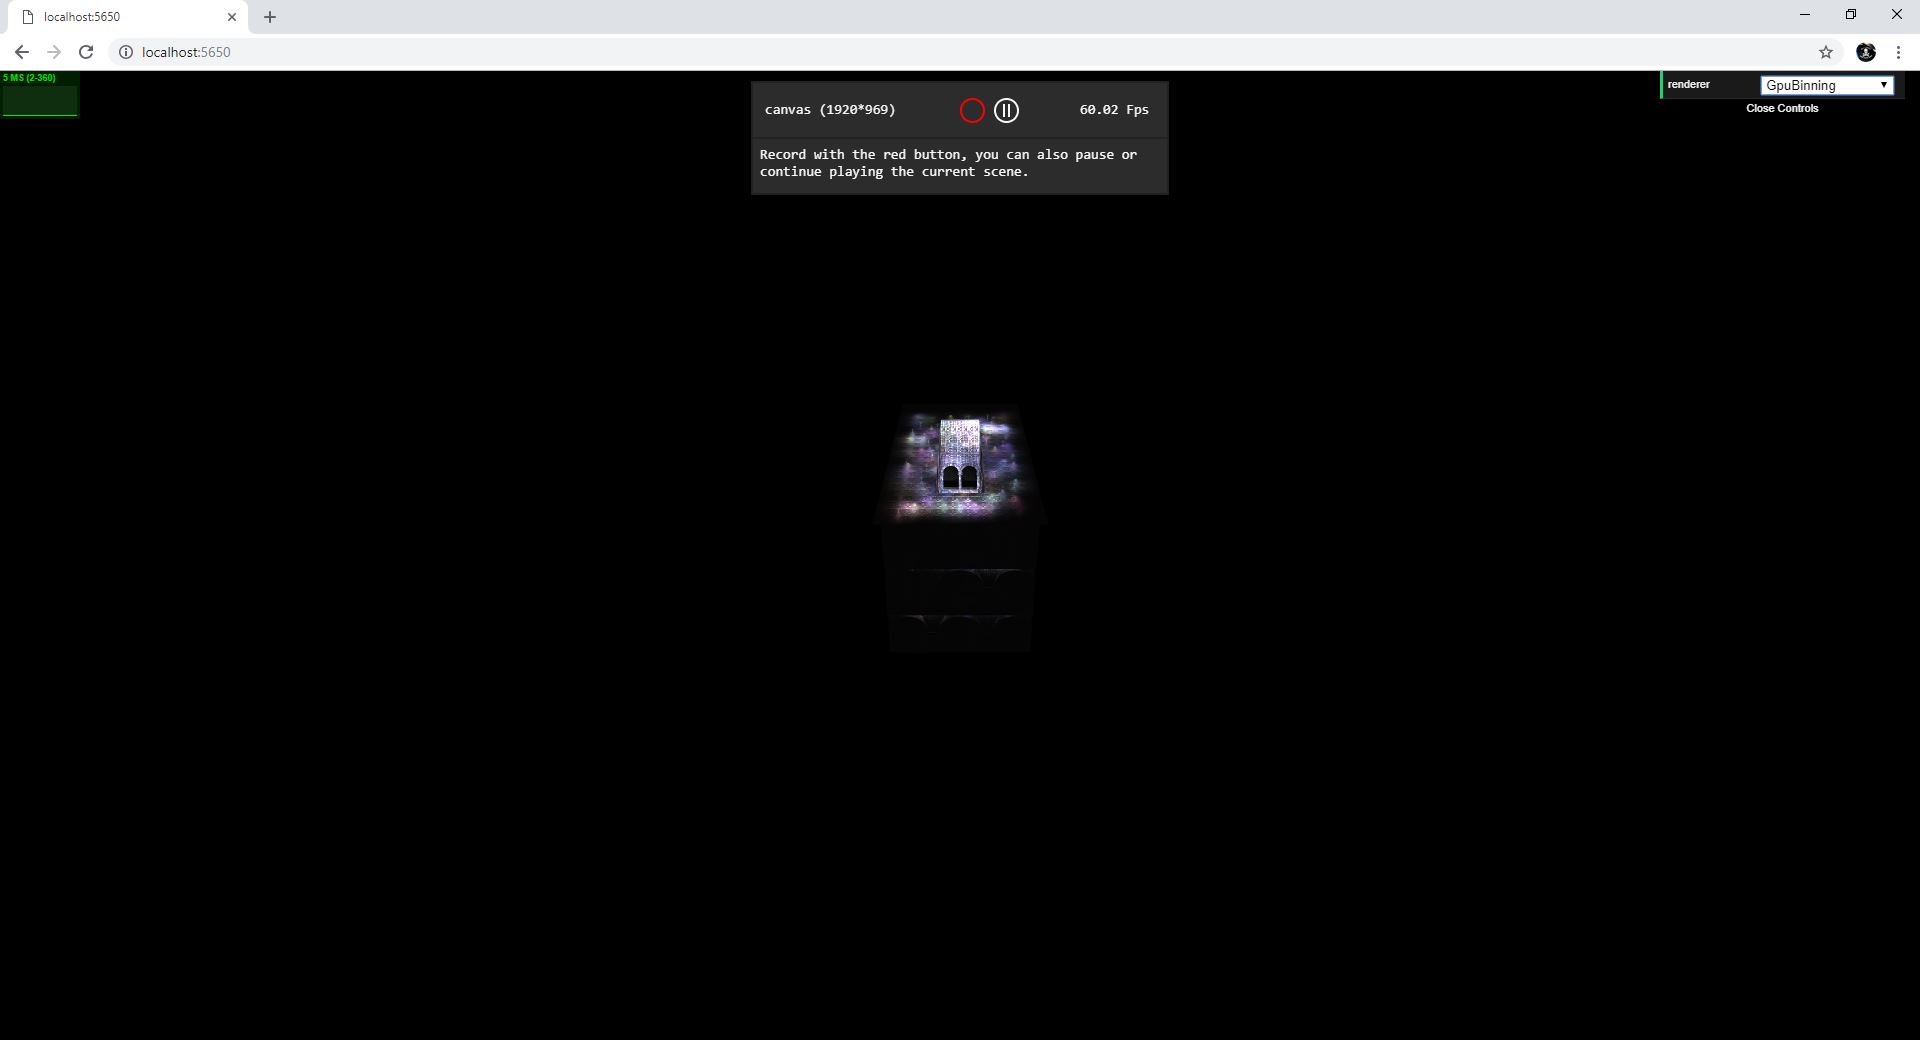 localhost:5650
localhost:5650
5 MS (2-360)
canvas (1920*969)
60.02 Fps
Record with the red button, you can also pause or
continue playing the current scene.
renderer
GpuBinning
Close Controls